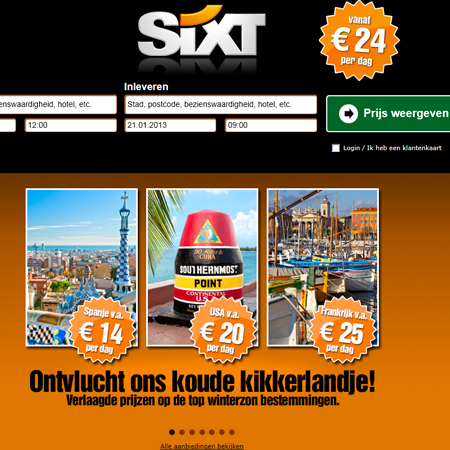 SIXT
vanaf
€ 24
per dag
Inleveren
enswaardigheid, hotel, etc.
Stad, postcode, bezienswaardigheid, hotel, etc.
12:00
21.01.2013
09:00
Prijs weergeven
Login / Ik heb een klantenkaart
90 Miles to
CUBA
SOUTHERNMOST
POINT
CONTINENTAL
U.S.A.
Spanje v.a.
€ 14
per dag
USA v.a.
€ 20
per dag
Frankrijk v.a.
€ 25
per dag
Ontvlucht ons koude kikkerlandje!
Verlaagde prijzen op de top winterzon bestemmingen.
Alle aanbiedingen bekijken